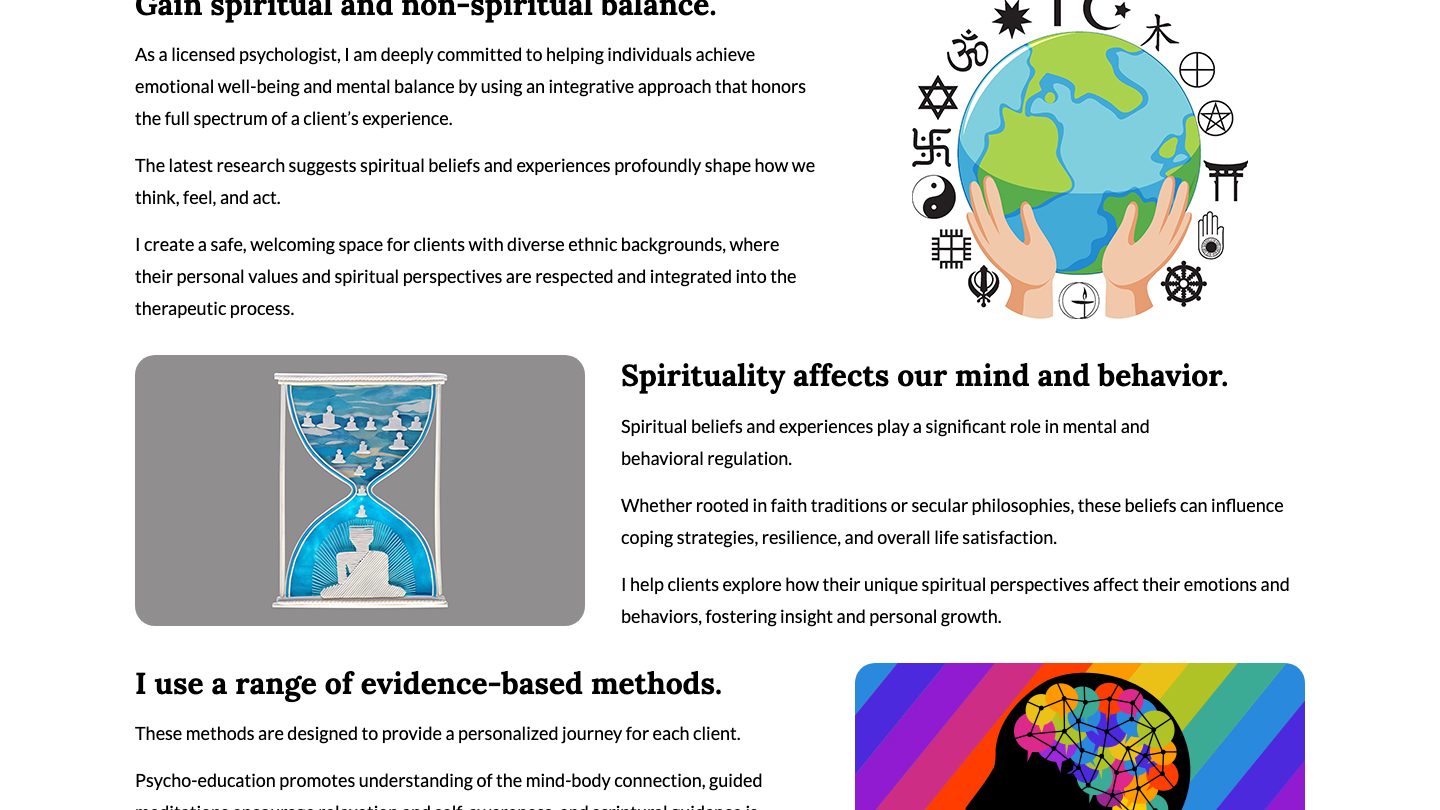 Gain spiritual and non-spiritual balance.
As a licensed psychologist, I am deeply committed to helping individuals achieve
emotional well-being and mental balance by using an integrative approach that honors
the full spectrum of a client’s experience.
The latest research suggests spiritual beliefs and experiences profoundly shape how we
think, feel, and act.
I create a safe, welcoming space for clients with diverse ethnic backgrounds, where
their personal values and spiritual perspectives are respected and integrated into the
therapeutic process.
Spirituality affects our mind and behavior.
Spiritual beliefs and experiences play a significant role in mental and
behavioral regulation.
Whether rooted in faith traditions or secular philosophies, these beliefs can influence
coping strategies, resilience, and overall life satisfaction.
I help clients explore how their unique spiritual perspectives affect their emotions and
behaviors, fostering insight and personal growth.
I use a range of evidence-based methods.
These methods are designed to provide a personalized journey for each client.
Psycho-education promotes understanding of the mind-body connection, guided